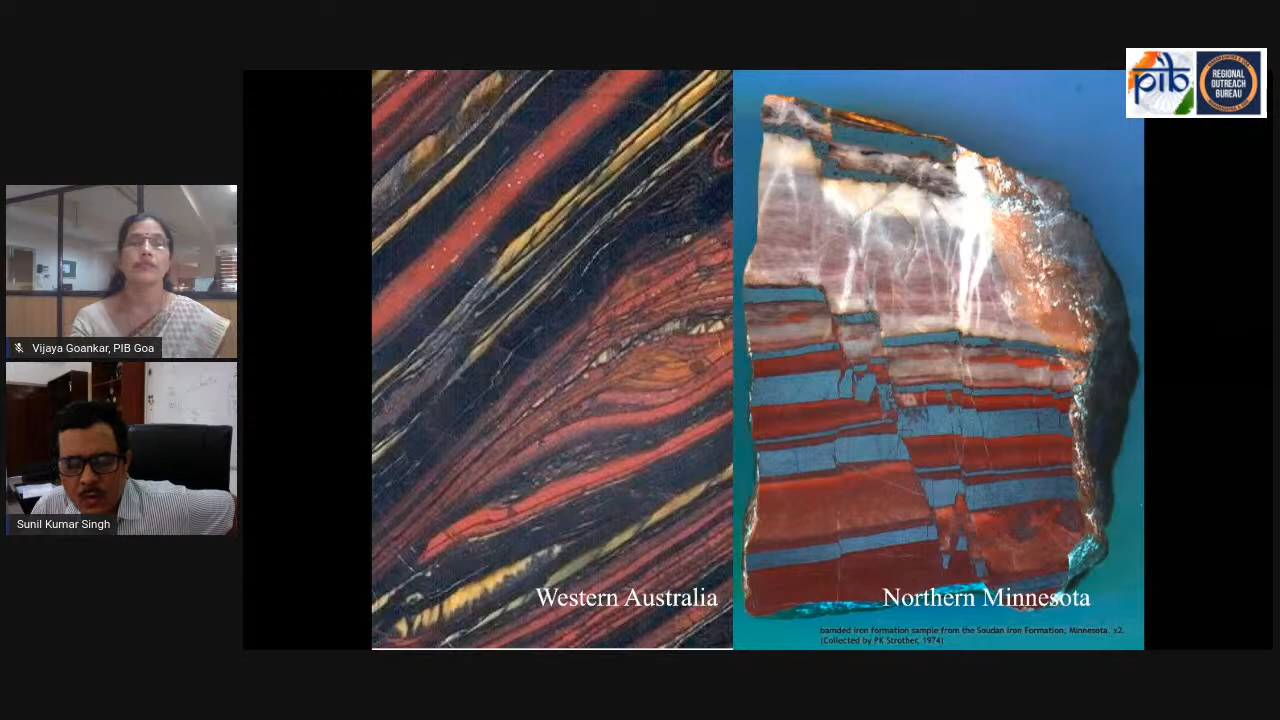 pib
REGIONAL
OUTREACH
BUREAU
Vijaya Goankar, PIB Goa
Sunil Kumar Singh
Western Australia
Northern Minnesota
bamded iron formation sample from the Soudan Iron Formation, Minnesota. x2.
(Collected by PK Strother, 1974)